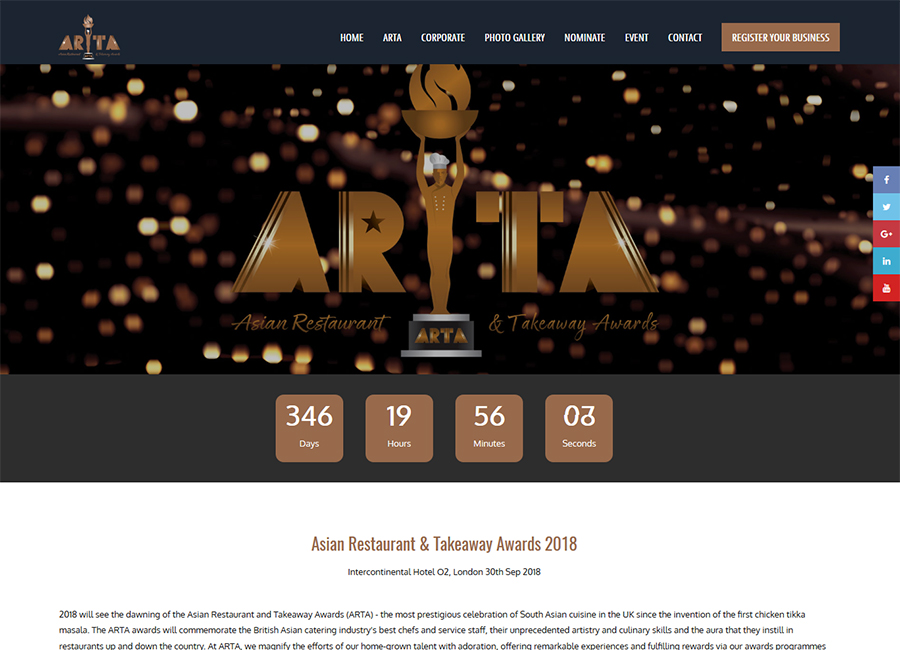 ARTA
HOME
ARTA
CORPORATE
PHOTO GALLERY
NOMINATE
EVENT
CONTACT
REGISTER YOUR BUSINESS
ARTA
Asian Restaurant & Takeaway Awards
ARTA
346
19
56
Days
Hours
Minutes
Seconds
Asian Restaurant & Takeaway Awards 2018
Intercontinental Hotel O2, London 30th Sep 2018
2018 will see the dawning of the Asian Restaurant and Takeaway Awards (ARTA) - the most prestigious celebration of South Asian cuisine in the UK since the invention of the first chicken tikka
masala. The ARTA awards will commemorate the British Asian catering industry's best chefs and service staff, their unprecedented artistry and culinary skills and the aura that they instill in
restaurants up and down the country. At ARTA, we magnify the efforts of our home-grown talent with adoration, offering remarkable experiences and fulfilling rewards via our awards programmes